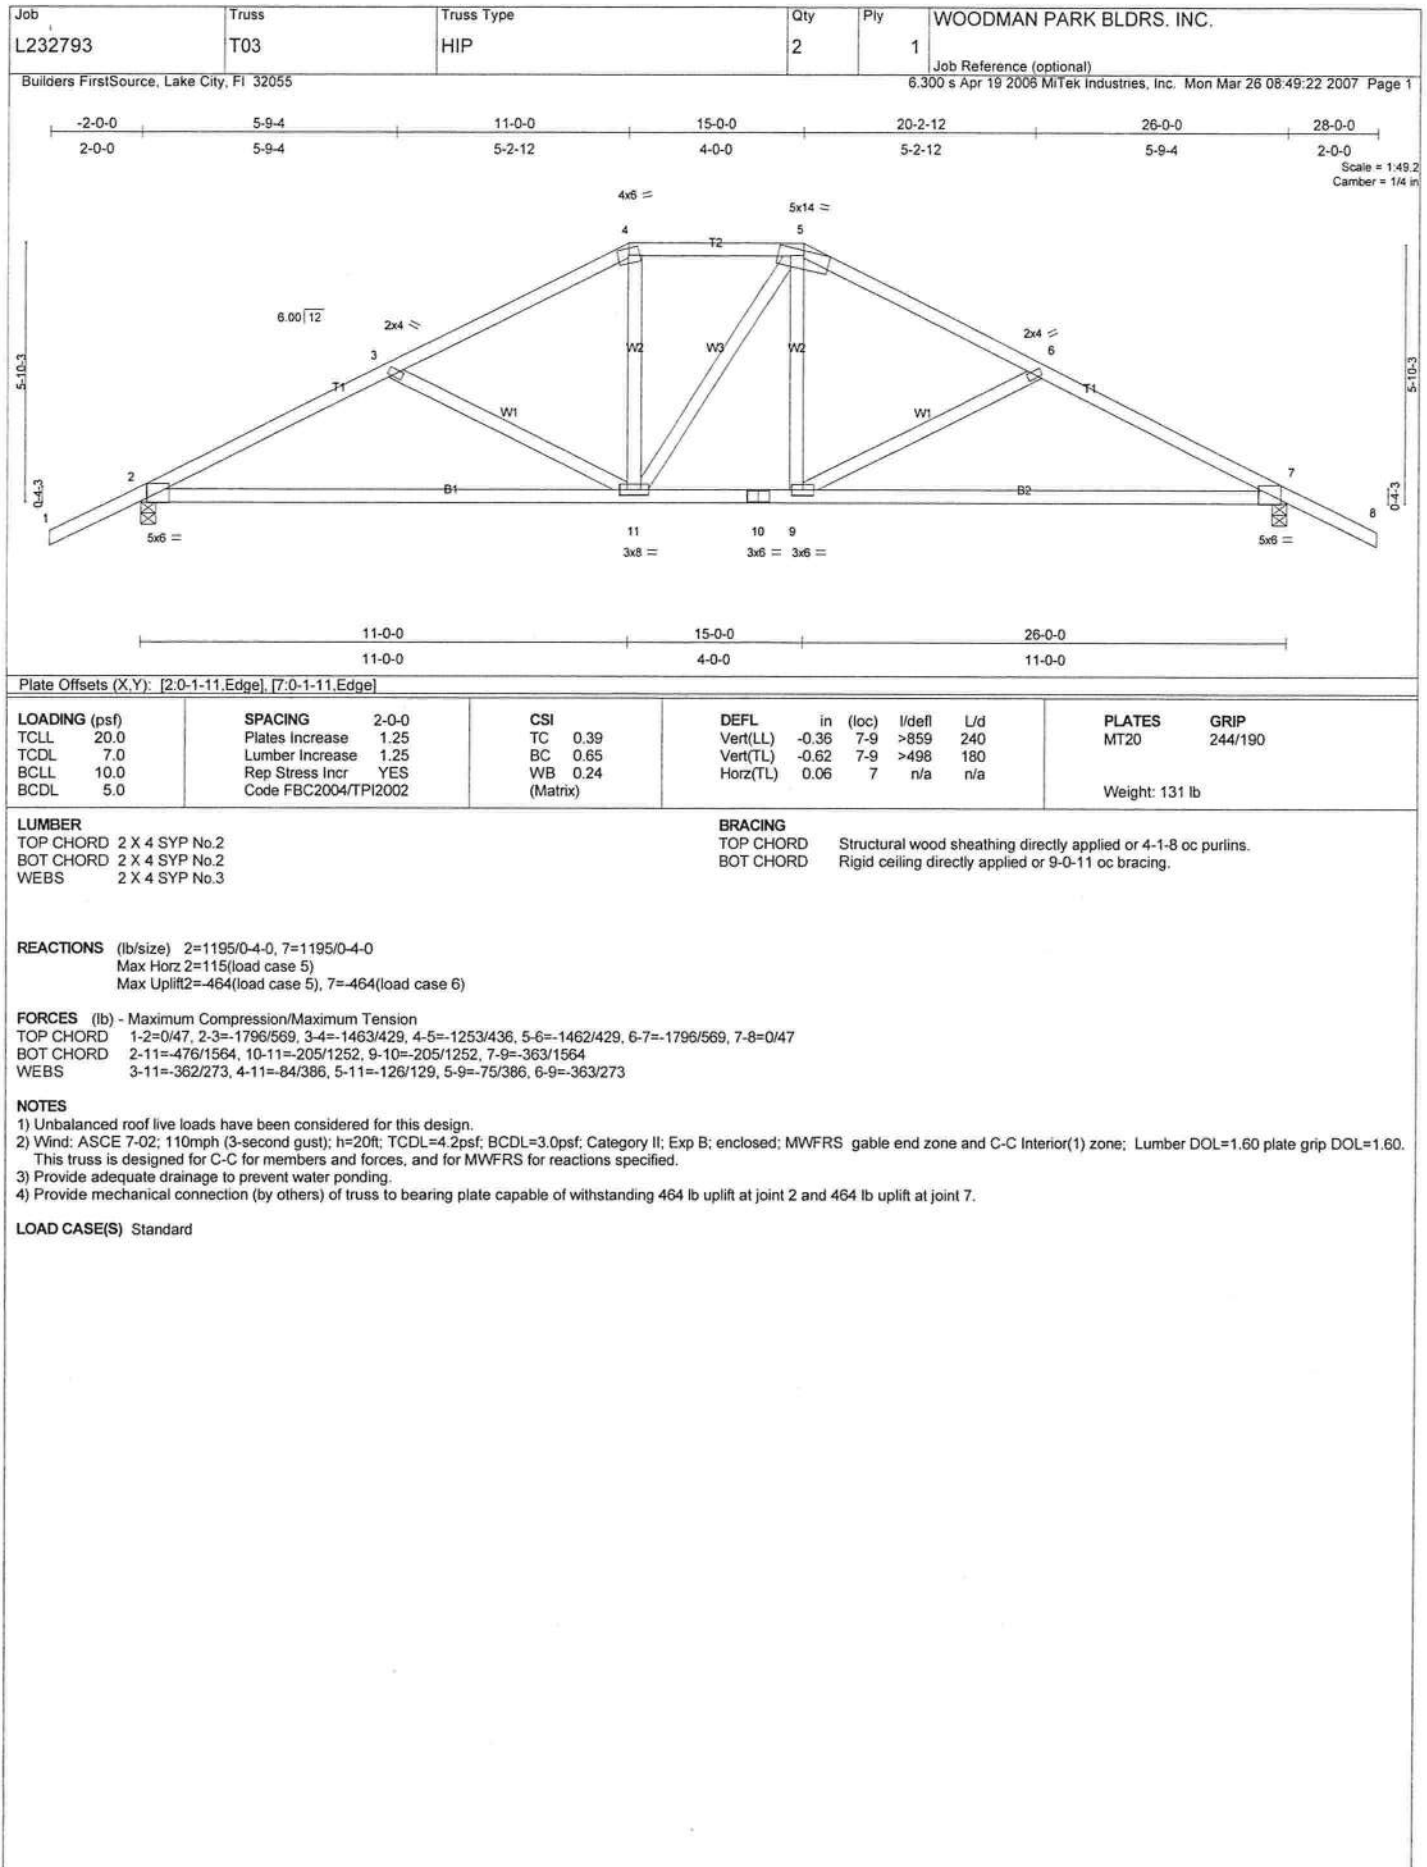 Job Truss Truss Type Qty Ply WOODMAN PARK BLDRS. INC.
L232793 T03 HIP 2 1
Job Reference (optional)
Builders FirstSource, Lake City, Fl 32055 6.300 s Apr 19 2006 MiTek Industries, Inc. Mon Mar 26 08:49:22 2007 Page 1
-2-0-0 5-9-4 11-0-0 15-0-0 20-2-12 26-0-0 28-0-0
2-0-0 5-9-4 5-2-12 4-0-0 5-2-12 5-9-4 2-0-0
Scale = 1:49.2
Camber = 1/4 in
4x6 =
5x14 =
4 5
T2
6.00 12
2x4
3
2x4
6
W2 W3 W2
5-10-3 5-10-3
T1 T1
W1 W1
2 7
B1 B2
0-4-3 0-4-3
1 8
5x6 = 11 10 9 5x6 =
3x8 = 3x6 = 3x6 =
11-0-0 15-0-0 26-0-0
11-0-0 4-0-0 11-0-0
Plate Offsets (X,Y): [2:0-1-11,Edge], [7:0-1-11,Edge]
LOADING (psf) SPACING 2-0-0 CSI DEFL in (loc) l/defl L/d PLATES GRIP
TCLL 20.0 Plates Increase 1.25 TC 0.39 Vert(LL) -0.36 7-9 >859 240 MT20 244/190
TCDL 7.0 Lumber Increase 1.25 BC 0.65 Vert(TL) -0.62 7-9 >498 180
BCLL 10.0 Rep Stress Incr YES WB 0.24 Horz(TL) 0.06 7 n/a n/a
BCDL 5.0 Code FBC2004/TPI2002 (Matrix) Weight: 131 lb
LUMBER BRACING
TOP CHORD 2 X 4 SYP No.2 TOP CHORD Structural wood sheathing directly applied or 4-1-8 oc purlins.
BOT CHORD 2 X 4 SYP No.2 BOT CHORD Rigid ceiling directly applied or 9-0-11 oc bracing.
WEBS 2 X 4 SYP No.3
REACTIONS (lb/size) 2=1195/0-4-0, 7=1195/0-4-0
Max Horz 2=115(load case 5)
Max Uplift2=-464(load case 5), 7=-464(load case 6)
FORCES (lb) - Maximum Compression/Maximum Tension
TOP CHORD 1-2=0/47, 2-3=-1796/569, 3-4=-1463/429, 4-5=-1253/436, 5-6=-1462/429, 6-7=-1796/569, 7-8=0/47
BOT CHORD 2-11=-476/1564, 10-11=-205/1252, 9-10=-205/1252, 7-9=-363/1564
WEBS 3-11=-362/273, 4-11=-84/386, 5-11=-126/129, 5-9=-75/386, 6-9=-363/273
NOTES
1) Unbalanced roof live loads have been considered for this design.
2) Wind: ASCE 7-02; 110mph (3-second gust); h=20ft; TCDL=4.2psf; BCDL=3.0psf; Category II; Exp B; enclosed; MWFRS gable end zone and C-C Interior(1) zone; Lumber DOL=1.60 plate grip DOL=1.60.
This truss is designed for C-C for members and forces, and for MWFRS for reactions specified.
3) Provide adequate drainage to prevent water ponding.
4) Provide mechanical connection (by others) of truss to bearing plate capable of withstanding 464 lb uplift at joint 2 and 464 lb uplift at joint 7.
LOAD CASE(S) Standard